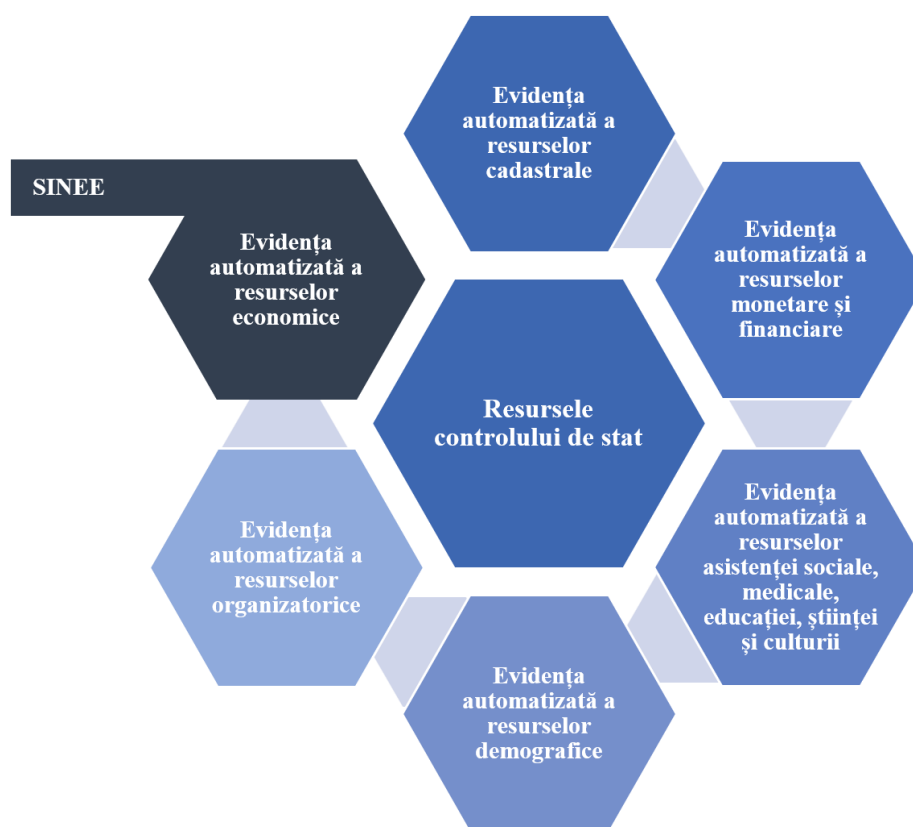 Evidența
automatizată a
resurselor
cadastrale
SINEE
Evidența
automatizată a
resurselor
economice
Evidența
automatizată a
resurselor
monetare și
financiare
Resursele
controlului de stat
Evidența
automatizată a
resurselor
organizatorice
Evidența
automatizată a
resurselor
asistenței sociale,
medicale,
educației, științei
și culturii
Evidența
automatizată a
resurselor
demografice